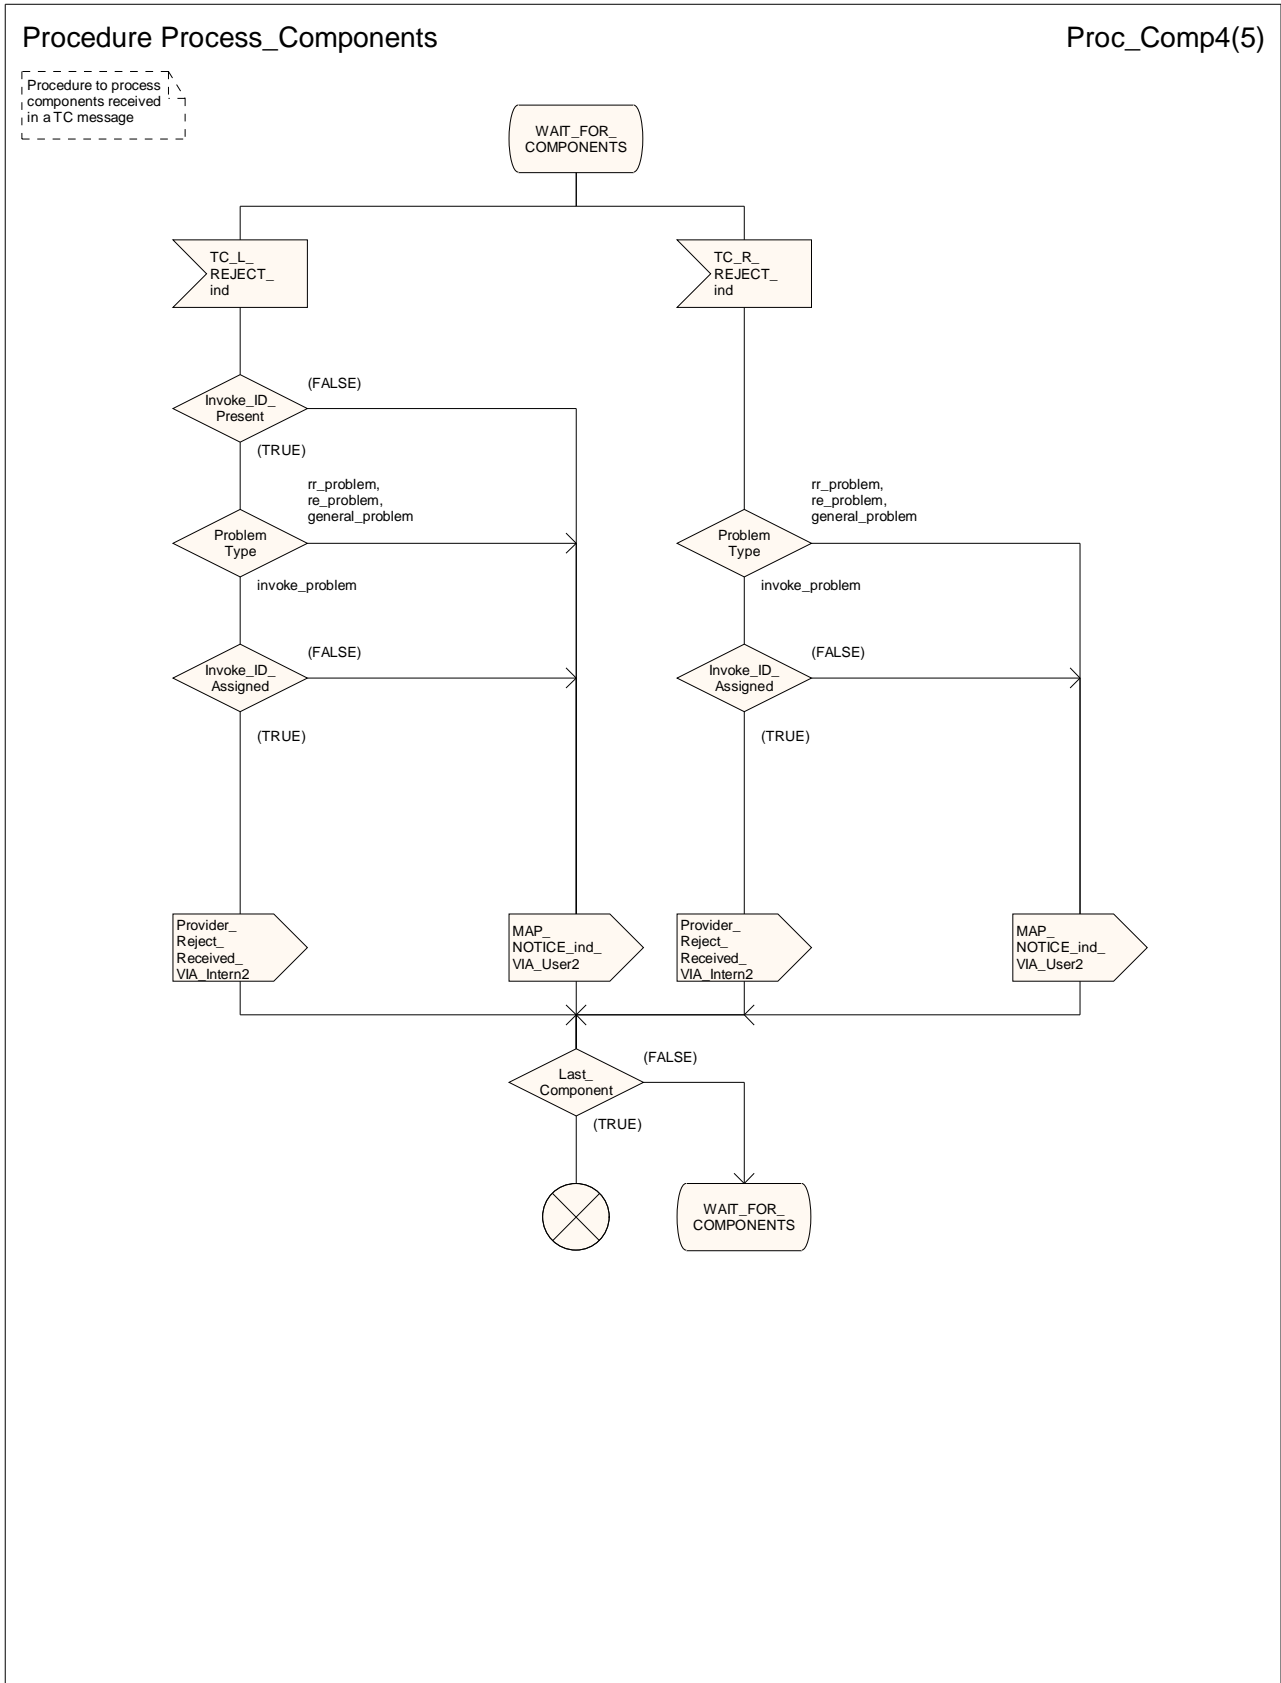 Procedure Process_Components
Proc_Comp4(5)
Procedure to process
components received
in a TC message
WAIT_FOR_
COMPONENTS
TC_L_
REJECT_
ind
TC_R_
REJECT_
ind
(FALSE)
Invoke_ID_
Present
(TRUE)
rr_problem,
re_problem,
general_problem
Problem
Type
invoke_problem
rr_problem,
re_problem,
general_problem
Problem
Type
invoke_problem
(FALSE)
Invoke_ID_
Assigned
(TRUE)
(FALSE)
Invoke_ID_
Assigned
(TRUE)
Provider_
Reject_
Received_
VIA_Intern2
MAP_
NOTICE_ind_
VIA_User2
Provider_
Reject_
Received_
VIA_Intern2
MAP_
NOTICE_ind_
VIA_User2
(FALSE)
Last_
Component
(TRUE)
WAIT_FOR_
COMPONENTS